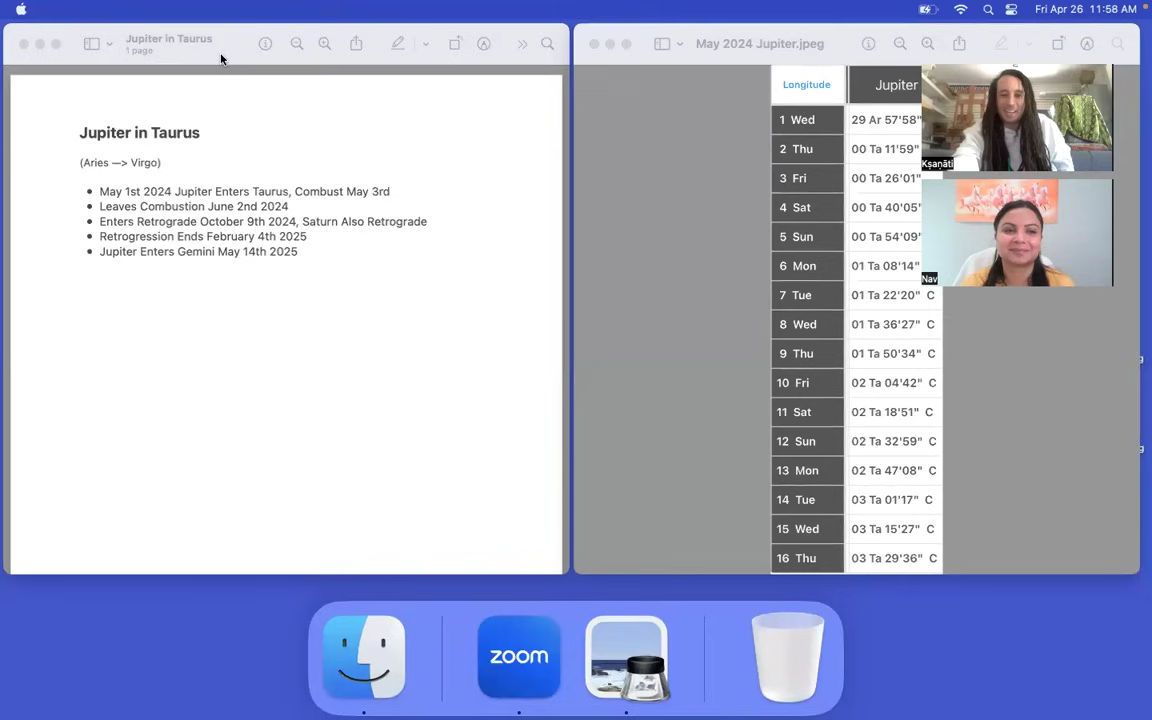 Fri Apr 26 11:58 AM
Jupiter in Taurus
1 page
May 2024 Jupiter.jpeg
Jupiter in Taurus
(Aries —> Virgo)
May 1st 2024 Jupiter Enters Taurus, Combust May 3rd
Leaves Combustion June 2nd 2024
Enters Retrograde October 9th 2024, Saturn Also Retrograde
Retrogression Ends February 4th 2025
Jupiter Enters Gemini May 14th 2025
Longitude Jupiter
1 Wed 29 Ar 57'58"
2 Thu 00 Ta 11'59"
3 Fri 00 Ta 26'01"
4 Sat 00 Ta 40'05"
5 Sun 00 Ta 54'09"
6 Mon 01 Ta 08'14"
7 Tue 01 Ta 22'20" C
8 Wed 01 Ta 36'27" C
9 Thu 01 Ta 50'34" C
10 Fri 02 Ta 04'42" C
11 Sat 02 Ta 18'51" C
12 Sun 02 Ta 32'59" C
13 Mon 02 Ta 47'08" C
14 Tue 03 Ta 01'17" C
15 Wed 03 Ta 15'27" C
16 Thu 03 Ta 29'36" C
Kṣaṇāti
Nav
zoom